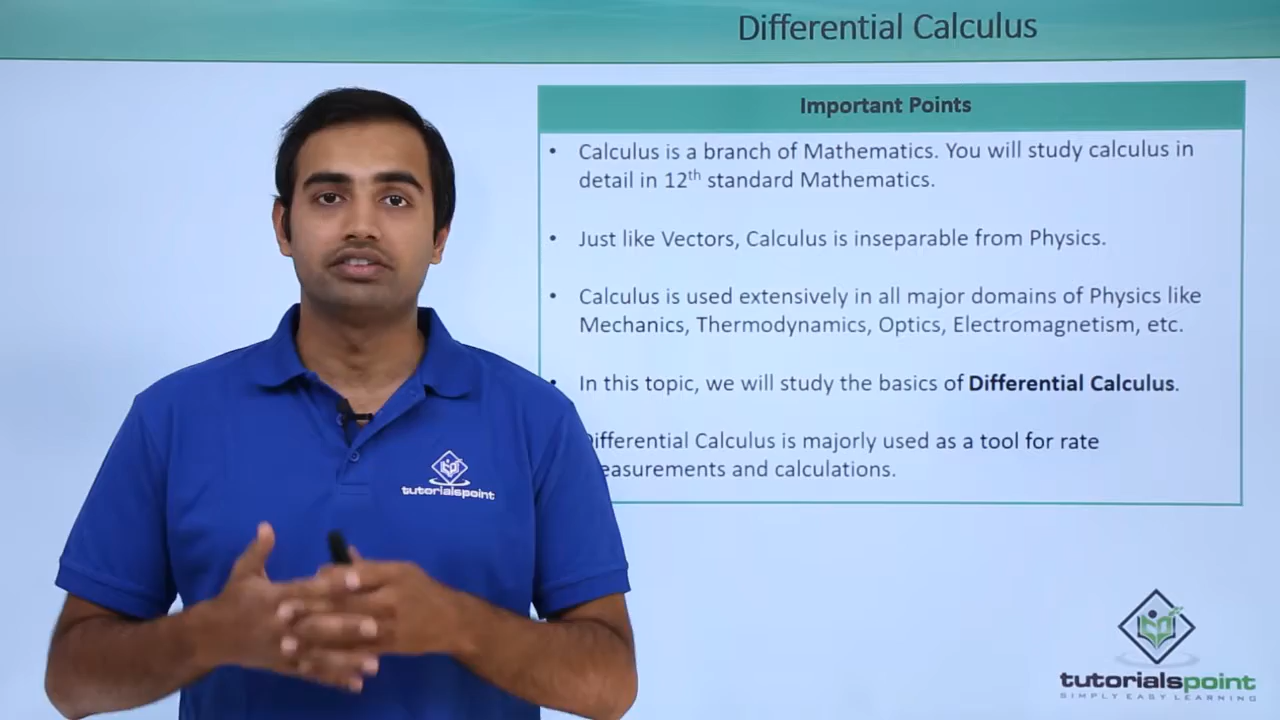 Differential Calculus
Important Points
• Calculus is a branch of Mathematics. You will study calculus in
detail in 12th standard Mathematics.
• Just like Vectors, Calculus is inseparable from Physics.
• Calculus is used extensively in all major domains of Physics like
Mechanics, Thermodynamics, Optics, Electromagnetism, etc.
• In this topic, we will study the basics of Differential Calculus.
Differential Calculus is majorly used as a tool for rate
measurements and calculations.
tutorialspoint
tutorialspoint
SIMPLY EASY LEARNING